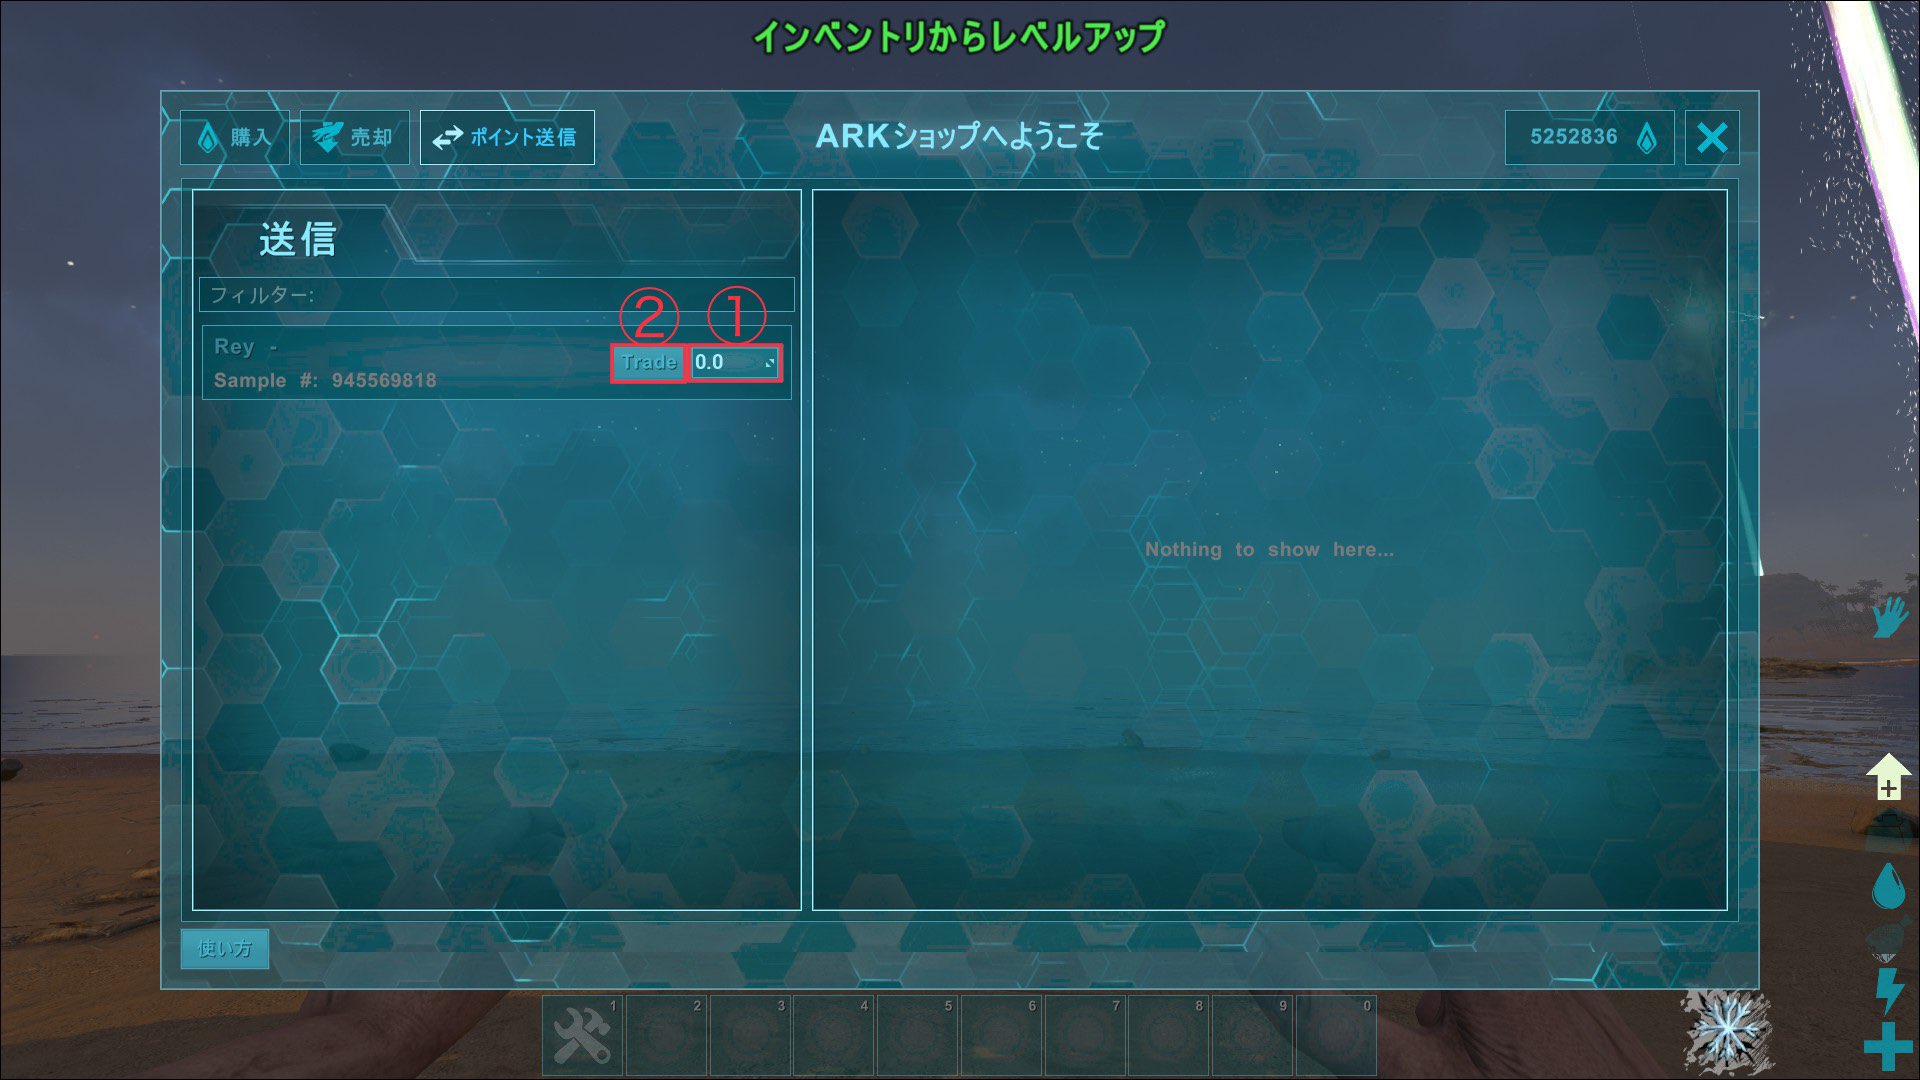 インベントリからレベルアップ
購入
売却
ポイント送信
ARKショップへようこそ
5252836
送信
フィルター:
② ①
Rey -
Trade 0.0
Sample #: 945569818
Nothing to show here...
使い方
1 2 3 4 5 6 7 8 9 0